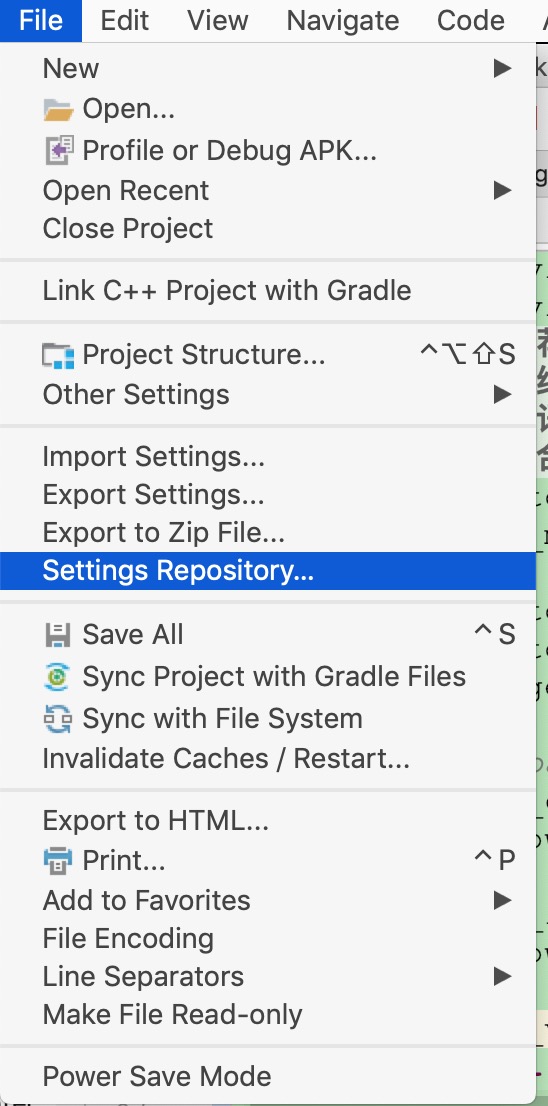 File Edit View Navigate Code
New
Open...
Profile or Debug APK...
Open Recent
Close Project
Link C++ Project with Gradle
Project Structure... ^⌥⇧S
Other Settings
Import Settings...
Export Settings...
Export to Zip File...
Settings Repository...
Save All ^S
Sync Project with Gradle Files
Sync with File System
Invalidate Caches / Restart...
Export to HTML...
Print... ^P
Add to Favorites
File Encoding
Line Separators
Make File Read-only
Power Save Mode